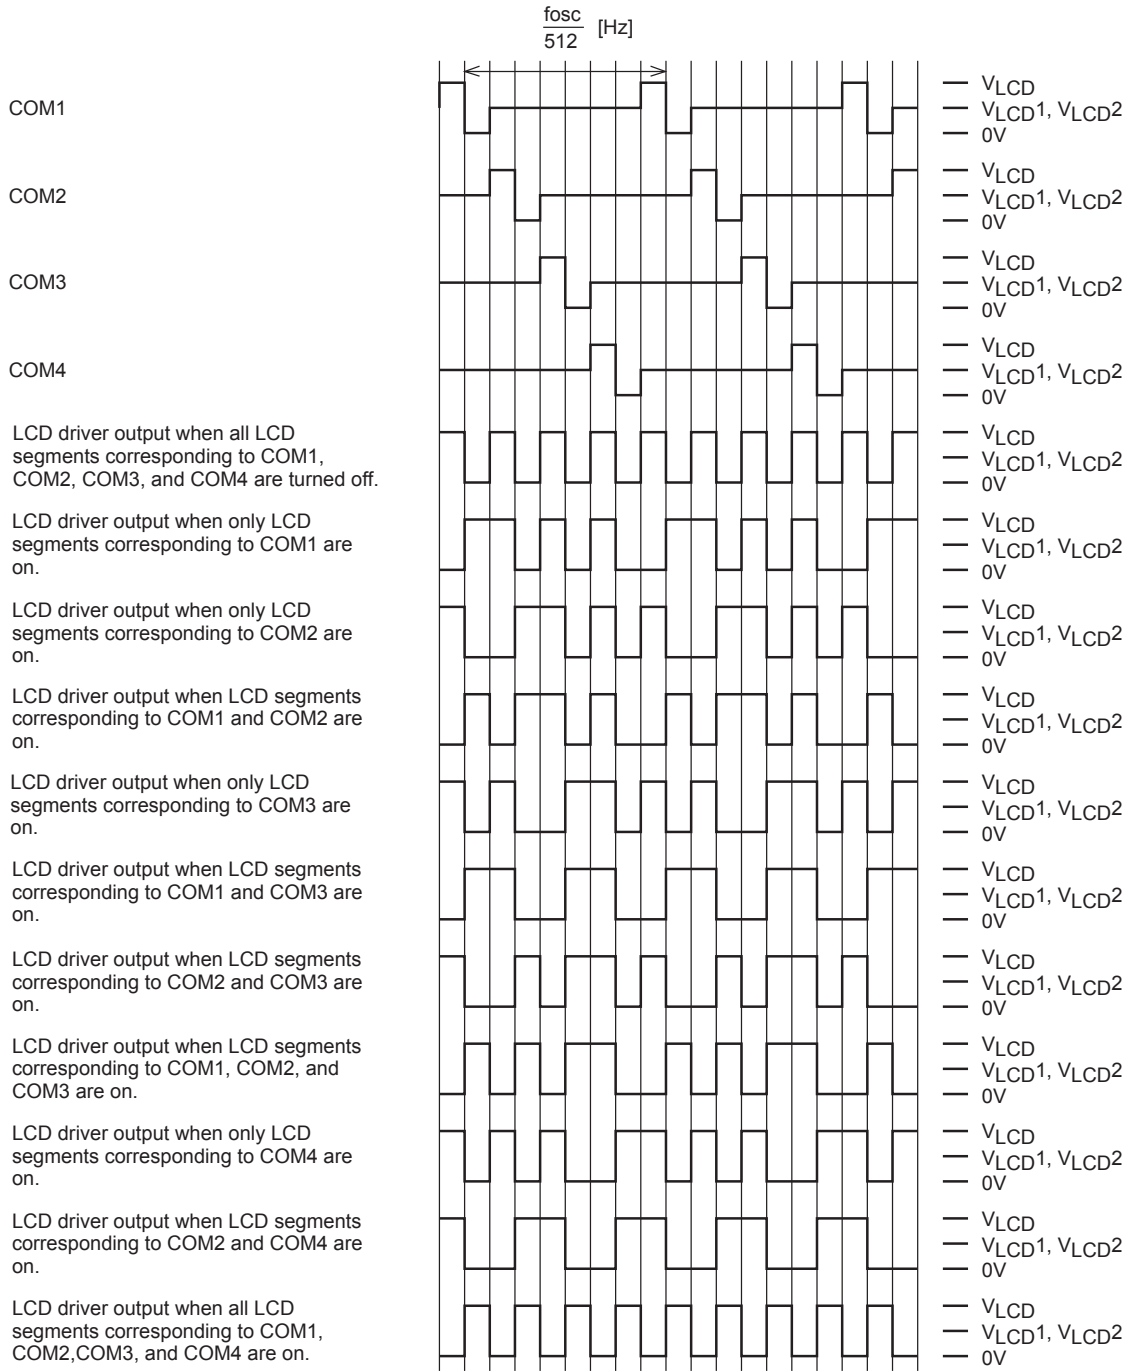 fosc
512
[Hz]
COM1
VLCD
VLCD1, VLCD2
0V
COM2
VLCD
VLCD1, VLCD2
0V
COM3
VLCD
VLCD1, VLCD2
0V
COM4
VLCD
VLCD1, VLCD2
0V
LCD driver output when all LCD
segments corresponding to COM1,
COM2, COM3, and COM4 are turned off.
VLCD
VLCD1, VLCD2
0V
LCD driver output when only LCD
segments corresponding to COM1 are
on.
VLCD
VLCD1, VLCD2
0V
LCD driver output when only LCD
segments corresponding to COM2 are
on.
VLCD
VLCD1, VLCD2
0V
LCD driver output when LCD segments
corresponding to COM1 and COM2 are
on.
VLCD
VLCD1, VLCD2
0V
LCD driver output when only LCD
segments corresponding to COM3 are
on.
VLCD
VLCD1, VLCD2
0V
LCD driver output when LCD segments
corresponding to COM1 and COM3 are
on.
VLCD
VLCD1, VLCD2
0V
LCD driver output when LCD segments
corresponding to COM2 and COM3 are
on.
VLCD
VLCD1, VLCD2
0V
LCD driver output when LCD segments
corresponding to COM1, COM2, and
COM3 are on.
VLCD
VLCD1, VLCD2
0V
LCD driver output when only LCD
segments corresponding to COM4 are
on.
VLCD
VLCD1, VLCD2
0V
LCD driver output when LCD segments
corresponding to COM2 and COM4 are
on.
VLCD
VLCD1, VLCD2
0V
LCD driver output when all LCD
segments corresponding to COM1,
COM2,COM3, and COM4 are on.
VLCD
VLCD1, VLCD2
0V